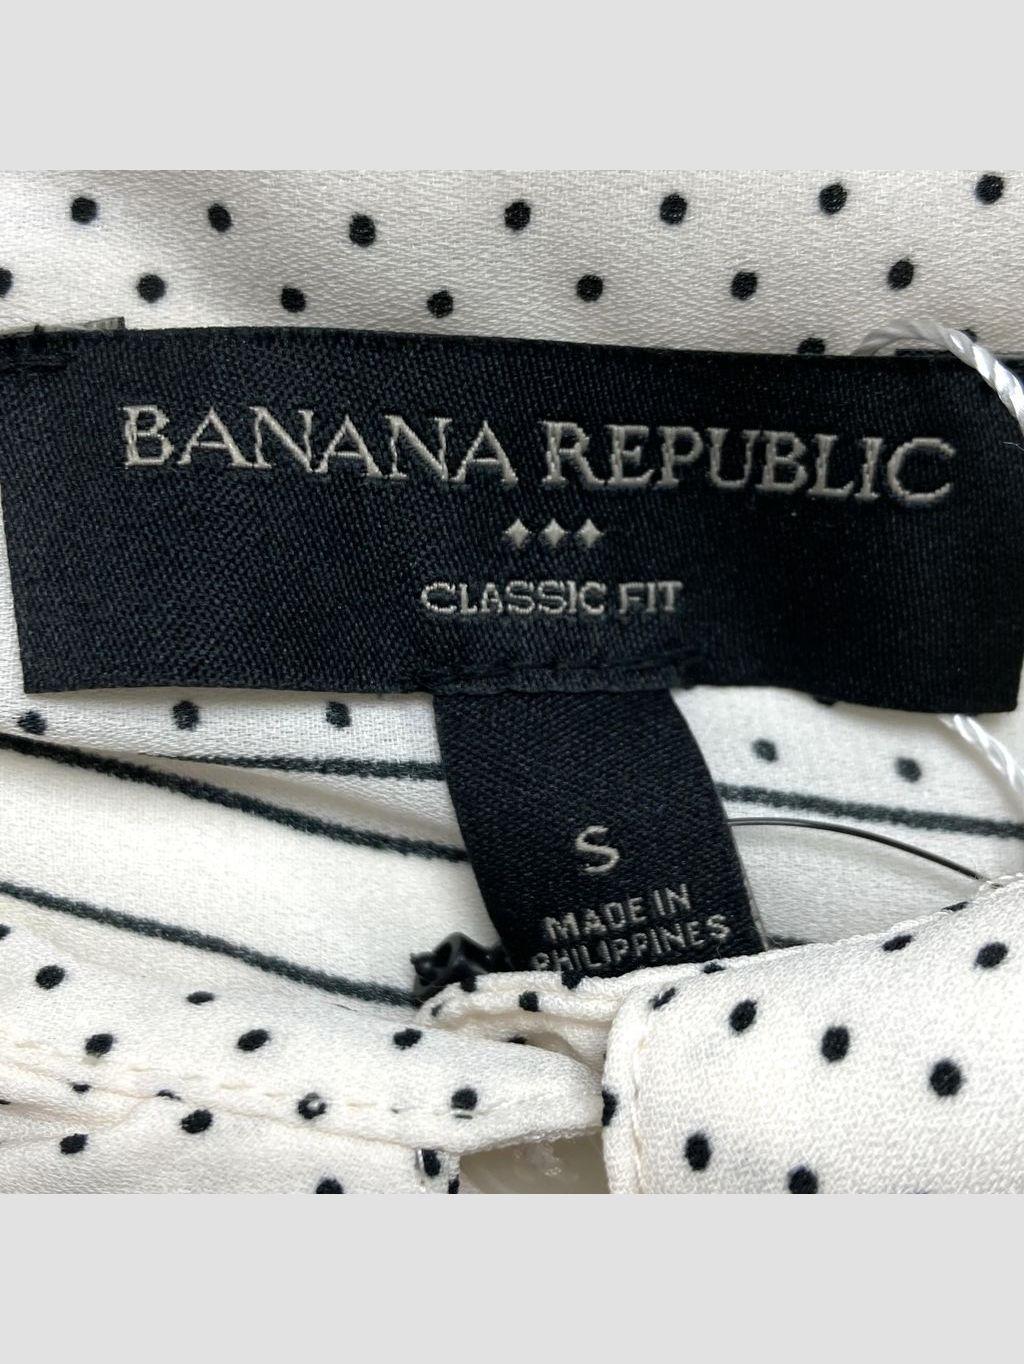 BANANA REPUBLIC
CLASSIC FIT
S
MADE IN
PHILIPPINES